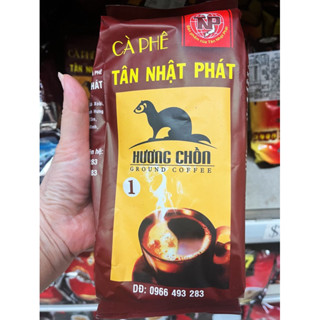 CÀ PHÊ
TNP
TÂN NHẬT PHÁT
HƯƠNG CHỒN
GROUND COFFEE
1
DĐ: 0966 493 283